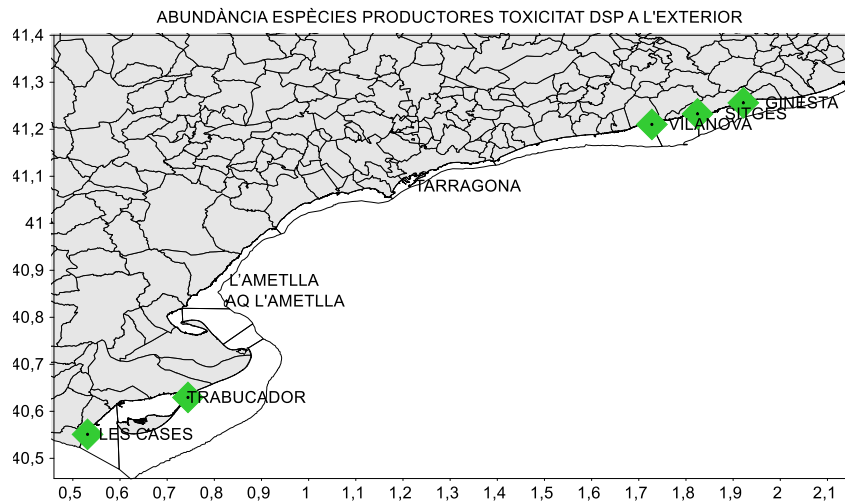 ABUNDÀNCIA ESPÈCIES PRODUCTORES TOXICITAT DSP A L'EXTERIOR
41,4
41,3
GINESTA
SITGES
41,2
VILANOVA
41,1
TARRAGONA
41
40,9
L'AMETLLA
AQ L'AMETLLA
40,8
40,7
TRABUCADOR
40,6
LES CASES
40,5
0,5 0,6 0,7 0,8 0,9 1 1,1 1,2 1,3 1,4 1,5 1,6 1,7 1,8 1,9 2 2,1